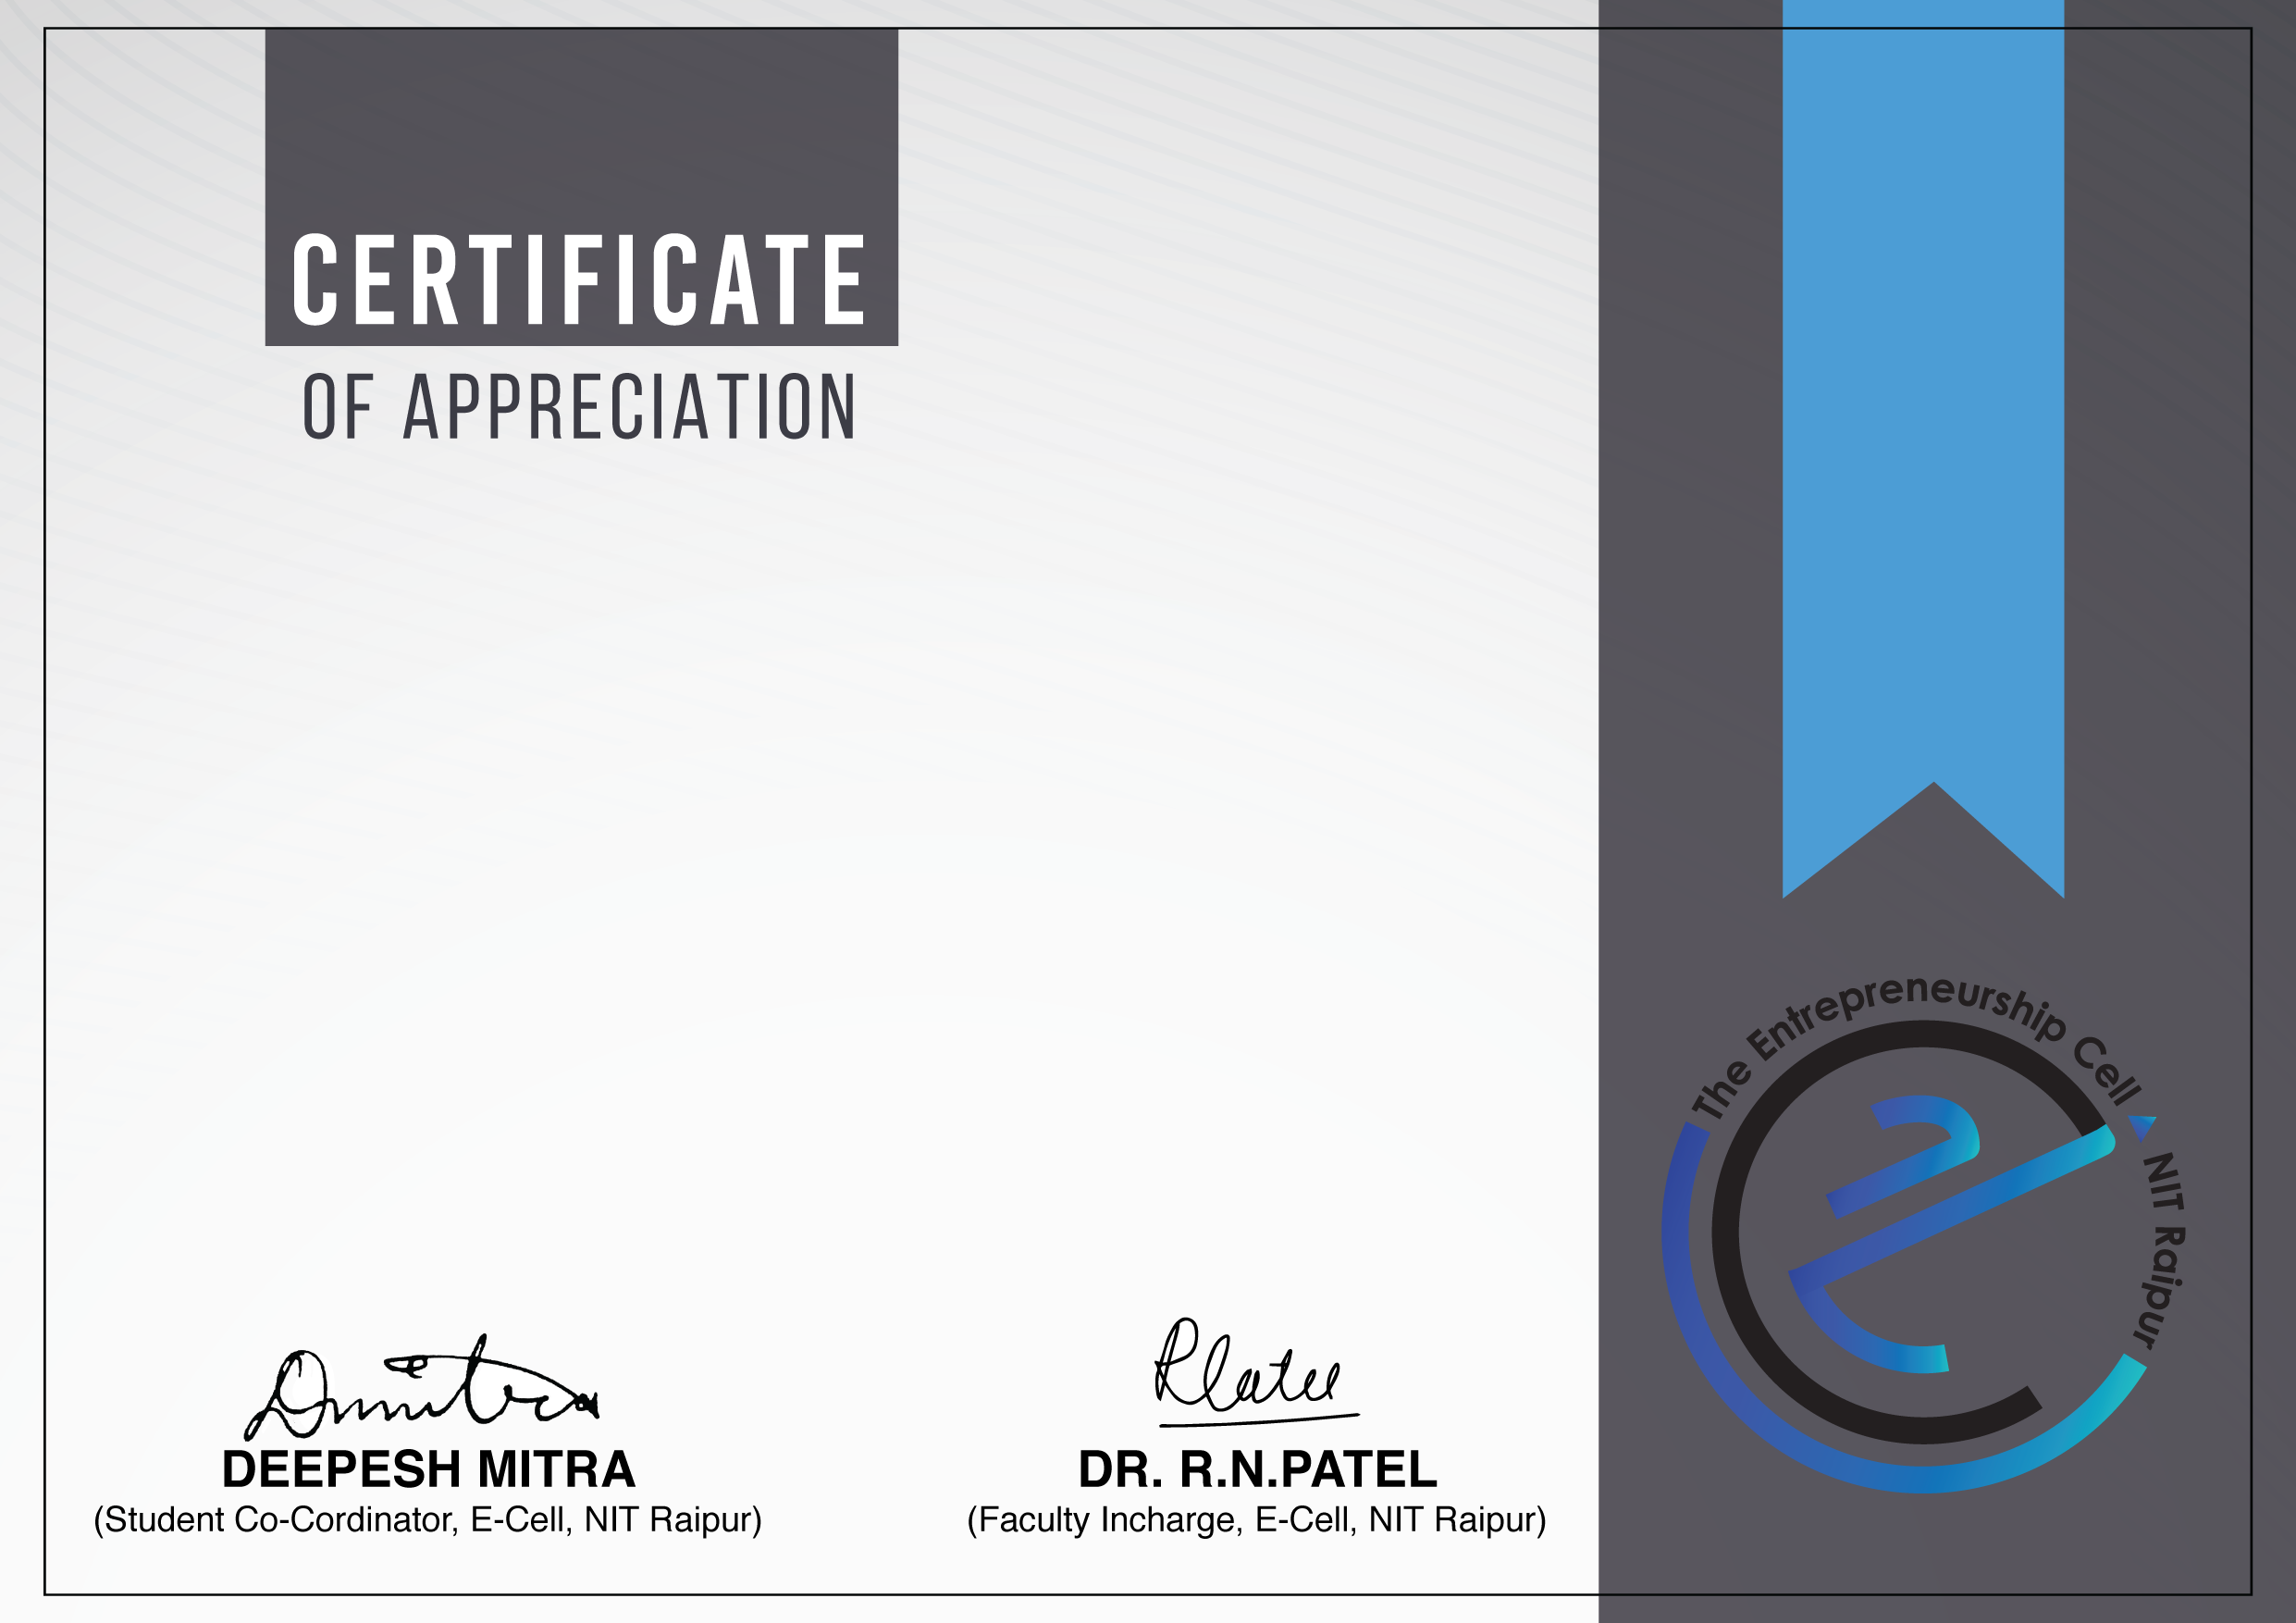 CERTIFICATE
OF APPRECIATION
The Entrepreneurship Cell
NIT Raipur
DEEPESH MITRA
(Student Co-Cordinator, E-Cell, NIT Raipur)
DR. R.N.PATEL
(Faculty Incharge, E-Cell, NIT Raipur)